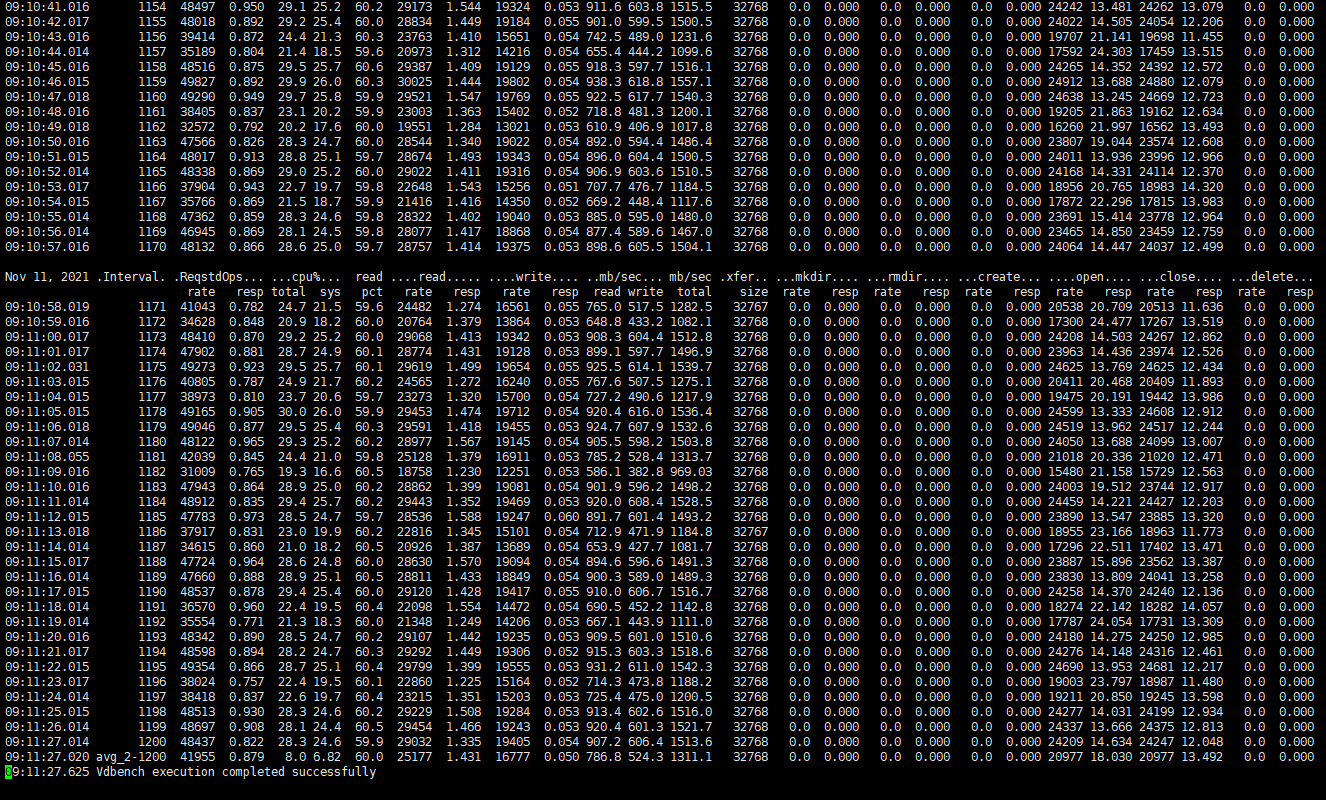 09:10:41.016 1154 48497 0.950 29.1 25.2 60.2 29173 1.544 19324 0.053 911.6 603.8 1515.5 32768 0.0 0.000 0.0 0.000 0.0 0.000 24242 13.481 24262 13.079 0.0 0.000
09:10:42.017 1155 48018 0.892 29.2 25.4 60.0 28834 1.449 19184 0.055 901.0 599.5 1500.5 32768 0.0 0.000 0.0 0.000 0.0 0.000 24022 14.505 24054 12.206 0.0 0.000
09:10:43.016 1156 39414 0.872 24.4 21.3 60.3 23763 1.410 15651 0.054 742.5 489.0 1231.6 32768 0.0 0.000 0.0 0.000 0.0 0.000 19707 21.141 19698 11.455 0.0 0.000
09:10:44.014 1157 35189 0.804 21.4 18.5 59.6 20973 1.312 14216 0.054 655.4 444.2 1099.6 32768 0.0 0.000 0.0 0.000 0.0 0.000 17592 24.303 17459 13.515 0.0 0.000
09:10:45.016 1158 48516 0.875 29.5 25.7 60.6 29387 1.409 19129 0.055 918.3 597.7 1516.1 32768 0.0 0.000 0.0 0.000 0.0 0.000 24265 14.352 24392 12.572 0.0 0.000
09:10:46.015 1159 49827 0.892 29.9 26.0 60.3 30025 1.444 19802 0.054 938.3 618.8 1557.1 32768 0.0 0.000 0.0 0.000 0.0 0.000 24912 13.688 24880 12.079 0.0 0.000
09:10:47.018 1160 49290 0.949 29.7 25.8 59.9 29521 1.547 19769 0.055 922.5 617.7 1540.3 32768 0.0 0.000 0.0 0.000 0.0 0.000 24638 13.245 24669 12.723 0.0 0.000
09:10:48.016 1161 38405 0.837 23.1 20.2 59.9 23003 1.363 15402 0.052 718.8 481.3 1200.1 32768 0.0 0.000 0.0 0.000 0.0 0.000 19205 21.863 19162 12.634 0.0 0.000
09:10:49.018 1162 32572 0.792 20.2 17.6 60.0 19551 1.284 13021 0.053 610.9 406.9 1017.8 32768 0.0 0.000 0.0 0.000 0.0 0.000 16260 21.997 16562 13.493 0.0 0.000
09:10:50.016 1163 47566 0.826 28.3 24.7 60.0 28544 1.340 19022 0.054 892.0 594.4 1486.4 32768 0.0 0.000 0.0 0.000 0.0 0.000 23807 19.044 23574 12.608 0.0 0.000
09:10:51.015 1164 48017 0.913 28.8 25.1 59.7 28674 1.493 19343 0.054 896.0 604.4 1500.5 32768 0.0 0.000 0.0 0.000 0.0 0.000 24011 13.936 23996 12.966 0.0 0.000
09:10:52.014 1165 48338 0.869 29.0 25.2 60.0 29022 1.411 19316 0.054 906.9 603.6 1510.5 32768 0.0 0.000 0.0 0.000 0.0 0.000 24168 14.331 24114 12.370 0.0 0.000
09:10:53.017 1166 37904 0.943 22.7 19.7 59.8 22648 1.543 15256 0.051 707.7 476.7 1184.5 32768 0.0 0.000 0.0 0.000 0.0 0.000 18956 20.765 18983 14.320 0.0 0.000
09:10:54.015 1167 35766 0.869 21.5 18.7 59.9 21416 1.416 14350 0.052 669.2 448.4 1117.6 32768 0.0 0.000 0.0 0.000 0.0 0.000 17872 22.296 17815 13.983 0.0 0.000
09:10:55.014 1168 47362 0.859 28.3 24.6 59.8 28322 1.402 19040 0.053 885.0 595.0 1480.0 32768 0.0 0.000 0.0 0.000 0.0 0.000 23691 15.414 23778 12.964 0.0 0.000
09:10:56.014 1169 46945 0.869 28.1 24.5 59.8 28077 1.417 18868 0.054 877.4 589.6 1467.0 32768 0.0 0.000 0.0 0.000 0.0 0.000 23465 14.850 23459 12.759 0.0 0.000
09:10:57.016 1170 48132 0.866 28.6 25.0 59.7 28757 1.414 19375 0.053 898.6 605.5 1504.1 32768 0.0 0.000 0.0 0.000 0.0 0.000 24064 14.447 24037 12.499 0.0 0.000
Nov 11, 2021 .Interval. .ReqstdOps... ...cpu%... read ....read..... ....write.... ..mb/sec... mb/sec .xfer.. ...mkdir.... ...rmdir.... ...create.... ....open.... ...close.... ...delete...
rate resp total sys pct rate resp rate resp read write total size rate resp rate resp rate resp rate resp rate resp rate resp
09:10:58.019 1171 41043 0.782 24.7 21.5 59.6 24482 1.274 16561 0.055 765.0 517.5 1282.5 32767 0.0 0.000 0.0 0.000 0.0 0.000 20538 20.709 20513 11.636 0.0 0.000
09:10:59.016 1172 34628 0.848 20.9 18.2 60.0 20764 1.379 13864 0.053 648.8 433.2 1082.1 32768 0.0 0.000 0.0 0.000 0.0 0.000 17300 24.477 17267 13.519 0.0 0.000
09:11:00.017 1173 48410 0.870 29.2 25.2 60.0 29068 1.413 19342 0.053 908.3 604.4 1512.8 32768 0.0 0.000 0.0 0.000 0.0 0.000 24208 14.503 24267 12.862 0.0 0.000
09:11:01.017 1174 47902 0.881 28.7 24.9 60.1 28774 1.431 19128 0.053 899.1 597.7 1496.9 32768 0.0 0.000 0.0 0.000 0.0 0.000 23963 14.436 23974 12.526 0.0 0.000
09:11:02.031 1175 49273 0.923 29.5 25.7 60.1 29619 1.499 19654 0.055 925.5 614.1 1539.7 32768 0.0 0.000 0.0 0.000 0.0 0.000 24625 13.769 24625 12.434 0.0 0.000
09:11:03.015 1176 40805 0.787 24.9 21.7 60.2 24565 1.272 16240 0.055 767.6 507.5 1275.1 32768 0.0 0.000 0.0 0.000 0.0 0.000 20411 20.468 20409 11.893 0.0 0.000
09:11:04.015 1177 38973 0.810 23.7 20.6 59.7 23273 1.320 15700 0.054 727.2 490.6 1217.9 32768 0.0 0.000 0.0 0.000 0.0 0.000 19475 20.191 19442 13.986 0.0 0.000
09:11:05.015 1178 49165 0.905 30.0 26.0 59.9 29453 1.474 19712 0.054 920.4 616.0 1536.4 32768 0.0 0.000 0.0 0.000 0.0 0.000 24599 13.333 24608 12.912 0.0 0.000
09:11:06.018 1179 49046 0.877 29.5 25.4 60.3 29591 1.418 19455 0.053 924.7 607.9 1532.6 32768 0.0 0.000 0.0 0.000 0.0 0.000 24519 13.962 24517 12.244 0.0 0.000
09:11:07.014 1180 48122 0.965 29.3 25.2 60.2 28977 1.567 19145 0.054 905.5 598.2 1503.8 32768 0.0 0.000 0.0 0.000 0.0 0.000 24050 13.688 24099 13.007 0.0 0.000
09:11:08.055 1181 42039 0.845 24.4 21.0 59.8 25128 1.379 16911 0.053 785.2 528.4 1313.7 32768 0.0 0.000 0.0 0.000 0.0 0.000 21018 20.336 21020 12.471 0.0 0.000
09:11:09.016 1182 31009 0.765 19.3 16.6 60.5 18758 1.230 12251 0.053 586.1 382.8 969.03 32768 0.0 0.000 0.0 0.000 0.0 0.000 15480 21.158 15729 12.563 0.0 0.000
09:11:10.016 1183 47943 0.864 28.9 25.0 60.2 28862 1.399 19081 0.054 901.9 596.2 1498.2 32768 0.0 0.000 0.0 0.000 0.0 0.000 24003 19.512 23744 12.917 0.0 0.000
09:11:11.014 1184 48912 0.835 29.4 25.7 60.2 29443 1.352 19469 0.053 920.0 608.4 1528.5 32768 0.0 0.000 0.0 0.000 0.0 0.000 24459 14.221 24427 12.203 0.0 0.000
09:11:12.015 1185 47783 0.973 28.5 24.7 59.7 28536 1.588 19247 0.060 891.7 601.4 1493.2 32768 0.0 0.000 0.0 0.000 0.0 0.000 23890 13.547 23885 13.320 0.0 0.000
09:11:13.018 1186 37917 0.831 23.0 19.9 60.2 22816 1.345 15101 0.054 712.9 471.9 1184.8 32767 0.0 0.000 0.0 0.000 0.0 0.000 18955 23.166 18963 11.773 0.0 0.000
09:11:14.014 1187 34615 0.860 21.0 18.2 60.5 20926 1.387 13689 0.054 653.9 427.7 1081.7 32768 0.0 0.000 0.0 0.000 0.0 0.000 17296 22.511 17402 13.471 0.0 0.000
09:11:15.017 1188 47724 0.964 28.6 24.8 60.0 28630 1.570 19094 0.054 894.6 596.6 1491.3 32768 0.0 0.000 0.0 0.000 0.0 0.000 23887 15.896 23562 13.387 0.0 0.000
09:11:16.014 1189 47660 0.888 28.9 25.1 60.5 28811 1.433 18849 0.054 900.3 589.0 1489.3 32768 0.0 0.000 0.0 0.000 0.0 0.000 23830 13.809 24041 13.258 0.0 0.000
09:11:17.015 1190 48537 0.878 29.4 25.4 60.0 29120 1.428 19417 0.055 910.0 606.7 1516.7 32768 0.0 0.000 0.0 0.000 0.0 0.000 24258 14.370 24240 12.136 0.0 0.000
09:11:18.014 1191 36570 0.960 22.4 19.5 60.4 22098 1.554 14472 0.054 690.5 452.2 1142.8 32768 0.0 0.000 0.0 0.000 0.0 0.000 18274 22.142 18282 14.057 0.0 0.000
09:11:19.014 1192 35554 0.771 21.3 18.3 60.0 21348 1.249 14206 0.053 667.1 443.9 1111.0 32768 0.0 0.000 0.0 0.000 0.0 0.000 17787 24.054 17731 13.309 0.0 0.000
09:11:20.016 1193 48342 0.890 28.5 24.7 60.2 29107 1.442 19235 0.053 909.5 601.0 1510.6 32768 0.0 0.000 0.0 0.000 0.0 0.000 24180 14.275 24250 12.985 0.0 0.000
09:11:21.017 1194 48598 0.894 28.2 24.7 60.3 29292 1.449 19306 0.052 915.3 603.3 1518.6 32768 0.0 0.000 0.0 0.000 0.0 0.000 24276 14.148 24316 12.461 0.0 0.000
09:11:22.015 1195 49354 0.866 28.7 25.1 60.4 29799 1.399 19555 0.053 931.2 611.0 1542.3 32768 0.0 0.000 0.0 0.000 0.0 0.000 24690 13.953 24681 12.217 0.0 0.000
09:11:23.017 1196 38024 0.757 22.4 19.5 60.1 22860 1.225 15164 0.052 714.3 473.8 1188.2 32768 0.0 0.000 0.0 0.000 0.0 0.000 19003 23.797 18987 11.480 0.0 0.000
09:11:24.014 1197 38418 0.837 22.6 19.7 60.4 23215 1.351 15203 0.053 725.4 475.0 1200.5 32768 0.0 0.000 0.0 0.000 0.0 0.000 19211 20.850 19245 13.598 0.0 0.000
09:11:25.015 1198 48513 0.930 28.3 24.6 60.2 29229 1.508 19284 0.053 913.4 602.6 1516.0 32768 0.0 0.000 0.0 0.000 0.0 0.000 24277 14.031 24199 12.934 0.0 0.000
09:11:26.014 1199 48697 0.908 28.1 24.4 60.5 29454 1.466 19243 0.053 920.4 601.3 1521.7 32768 0.0 0.000 0.0 0.000 0.0 0.000 24337 13.666 24375 12.813 0.0 0.000
09:11:27.014 1200 48437 0.822 28.3 24.6 59.9 29032 1.335 19405 0.054 907.2 606.4 1513.6 32768 0.0 0.000 0.0 0.000 0.0 0.000 24209 14.634 24247 12.048 0.0 0.000
09:11:27.020 avg_2-1200 41955 0.879 8.0 6.82 60.0 25177 1.431 16777 0.050 786.8 524.3 1311.1 32768 0.0 0.000 0.0 0.000 0.0 0.000 20977 18.030 20977 13.492 0.0 0.000
09:11:27.625 Vdbench execution completed successfully